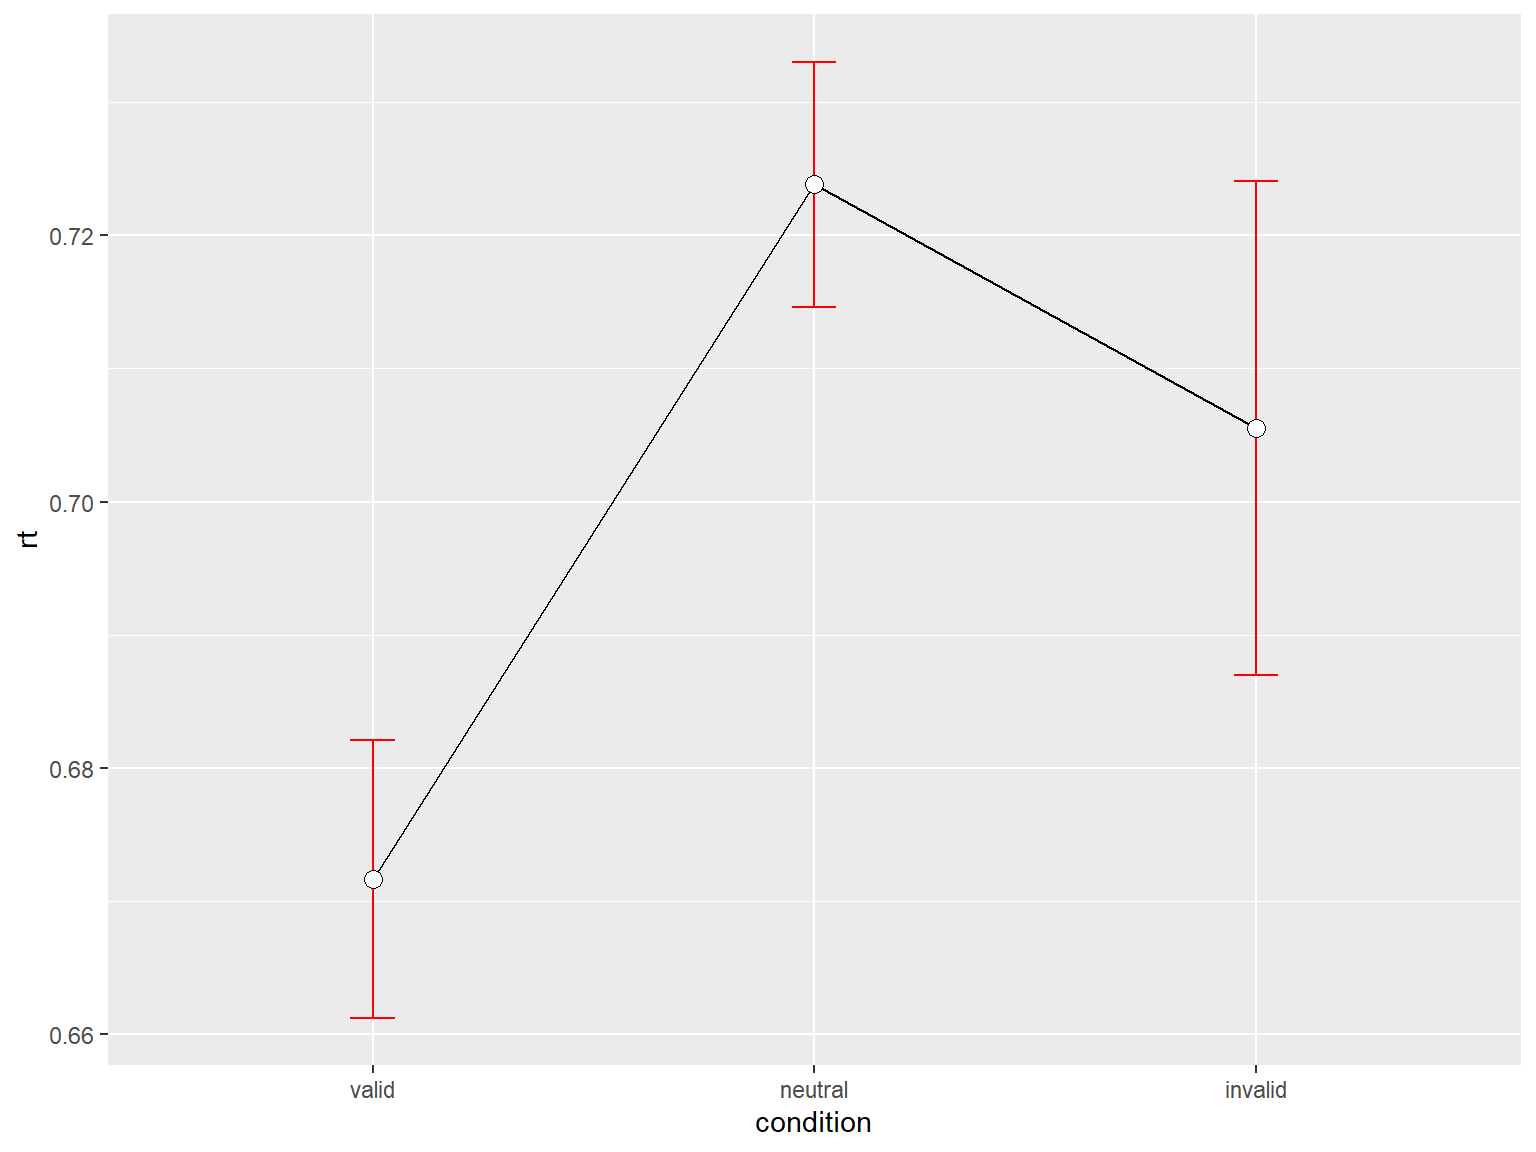 rt
0.72
0.70
0.68
0.66
valid neutral invalid
condition